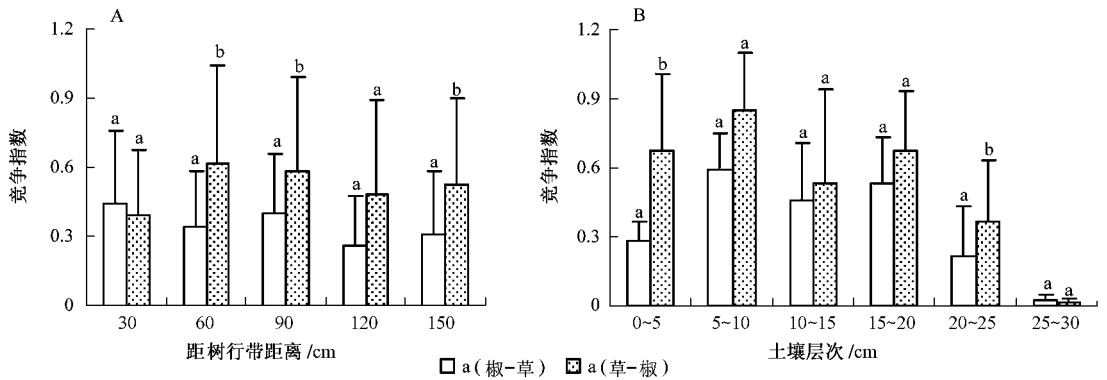 A
1.2
0.9
0.6
0.3
0
竞争指数
a a a b a b a a a b
30 60 90 120 150
距树行带距离/cm
B
1.2
0.9
0.6
0.3
0
竞争指数
a b a a a a a a a b a a
0~5 5~10 10~15 15~20 20~25 25~30
土壤层次/cm
a(椒-草) a(草-椒)